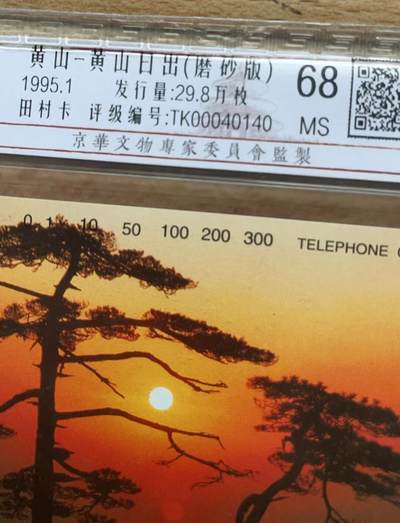 黄山-黄山日出(磨砂版) 68
1995.1 发行量:29.8万枚
田村卡 评级编号:TK00040140 MS
京華文物專家委員會監製
0 1 10 50 100 200 300 TELEPHONE